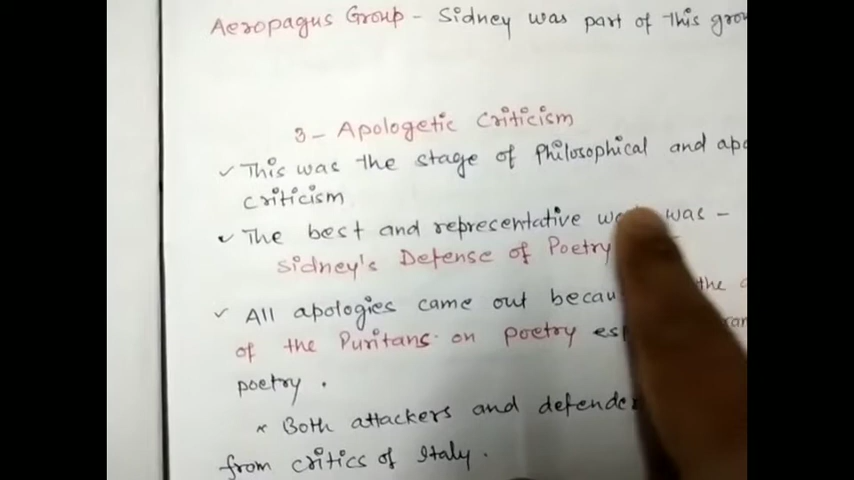 Aeropagus Group - Sidney was part of this
3 - Apologetic Criticism
✓ This was the stage of Philosophical and
criticism
✓ The best and representative was -
Sidney's Defense of Poetry
✓ All apologies came out the
of the Puritans on poetry
poetry.
* Both attackers and
from critics of Italy.